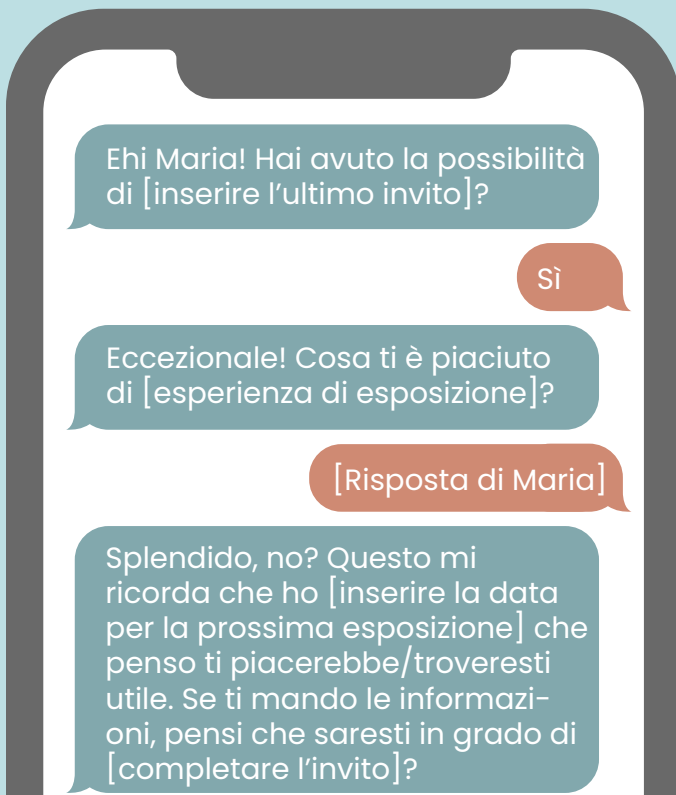 Ehi Maria! Hai avuto la possibilità
di [inserire l’ultimo invito]?
Sì
Eccezionale! Cosa ti è piaciuto
di [esperienza di esposizione]?
[Risposta di Maria]
Splendido, no? Questo mi
ricorda che ho [inserire la data
per la prossima esposizione] che
penso ti piacerebbe/troveresti
utile. Se ti mando le informazi-
oni, pensi che saresti in grado di
[completare l’invito]?